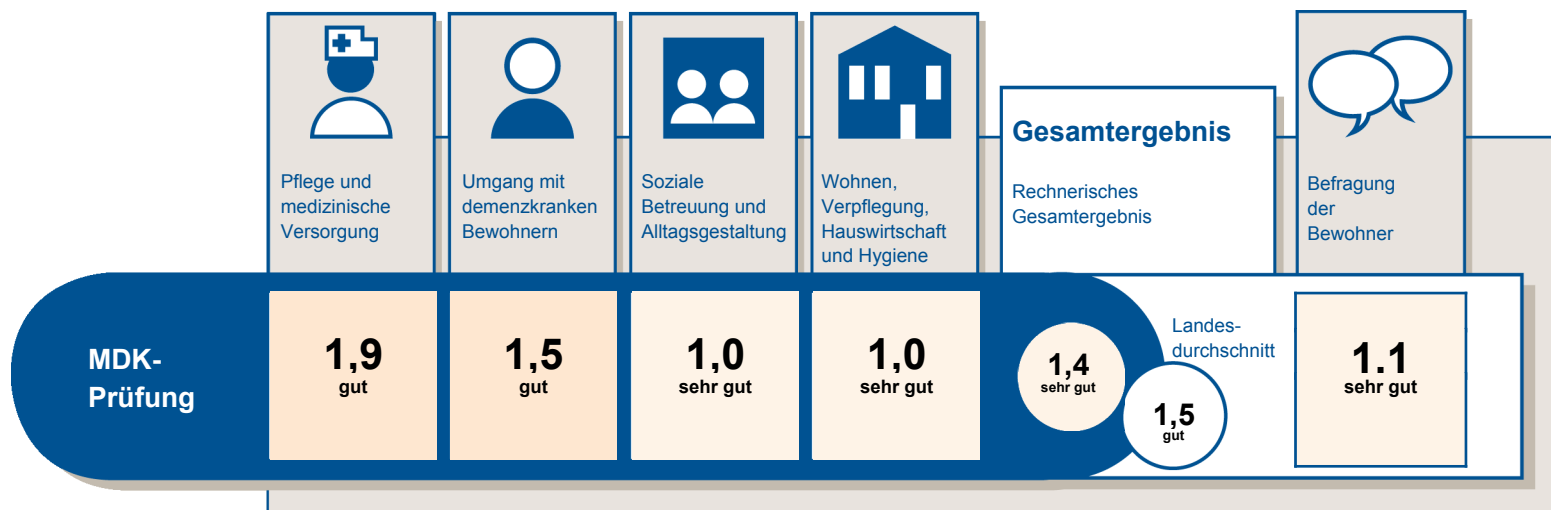 Pflege und
medizinische
Versorgung
Umgang mit
demenzkranken
Bewohnern
Soziale
Betreuung und
Alltagsgestaltung
Wohnen,
Verpflegung,
Hauswirtschaft
und Hygiene
Gesamtergebnis
Rechnerisches
Gesamtergebnis
Befragung
der
Bewohner
MDK-
Prüfung
1,9
gut
1,5
gut
1,0
sehr gut
1,0
sehr gut
1,4
sehr gut
Landes-
durchschnitt
1,5
gut
1.1
sehr gut